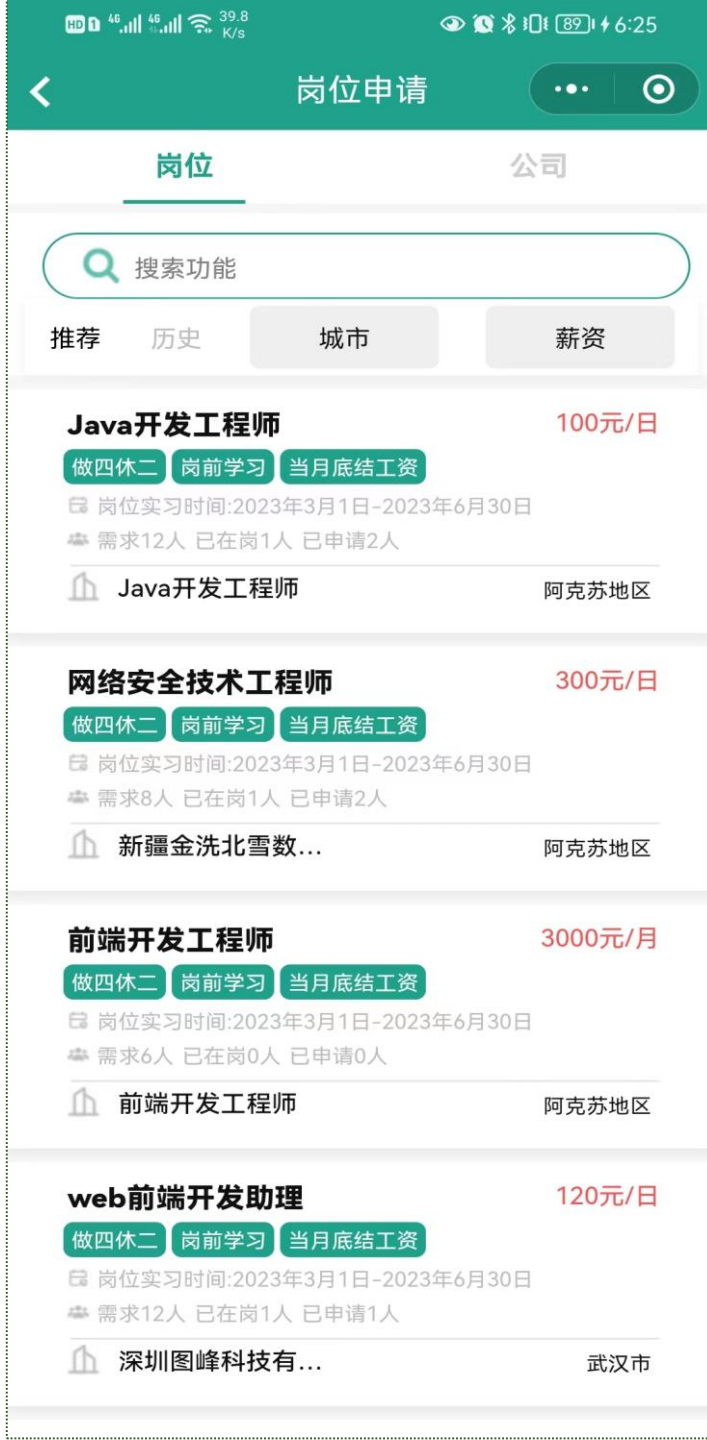 HD 1 46 46 39.8 K/s 89 6:25
岗位申请
岗位 公司
搜索功能
推荐 历史 城市 薪资
Java开发工程师 100元/日
做四休二 岗前学习 当月底结工资
岗位实习时间:2023年3月1日-2023年6月30日
需求12人 已在岗1人 已申请2人
Java开发工程师 阿克苏地区
网络安全技术工程师 300元/日
做四休二 岗前学习 当月底结工资
岗位实习时间:2023年3月1日-2023年6月30日
需求8人 已在岗1人 已申请2人
新疆金洗北雪数... 阿克苏地区
前端开发工程师 3000元/月
做四休二 岗前学习 当月底结工资
岗位实习时间:2023年3月1日-2023年6月30日
需求6人 已在岗0人 已申请0人
前端开发工程师 阿克苏地区
web前端开发助理 120元/日
做四休二 岗前学习 当月底结工资
岗位实习时间:2023年3月1日-2023年6月30日
需求12人 已在岗1人 已申请1人
深圳图峰科技有... 武汉市